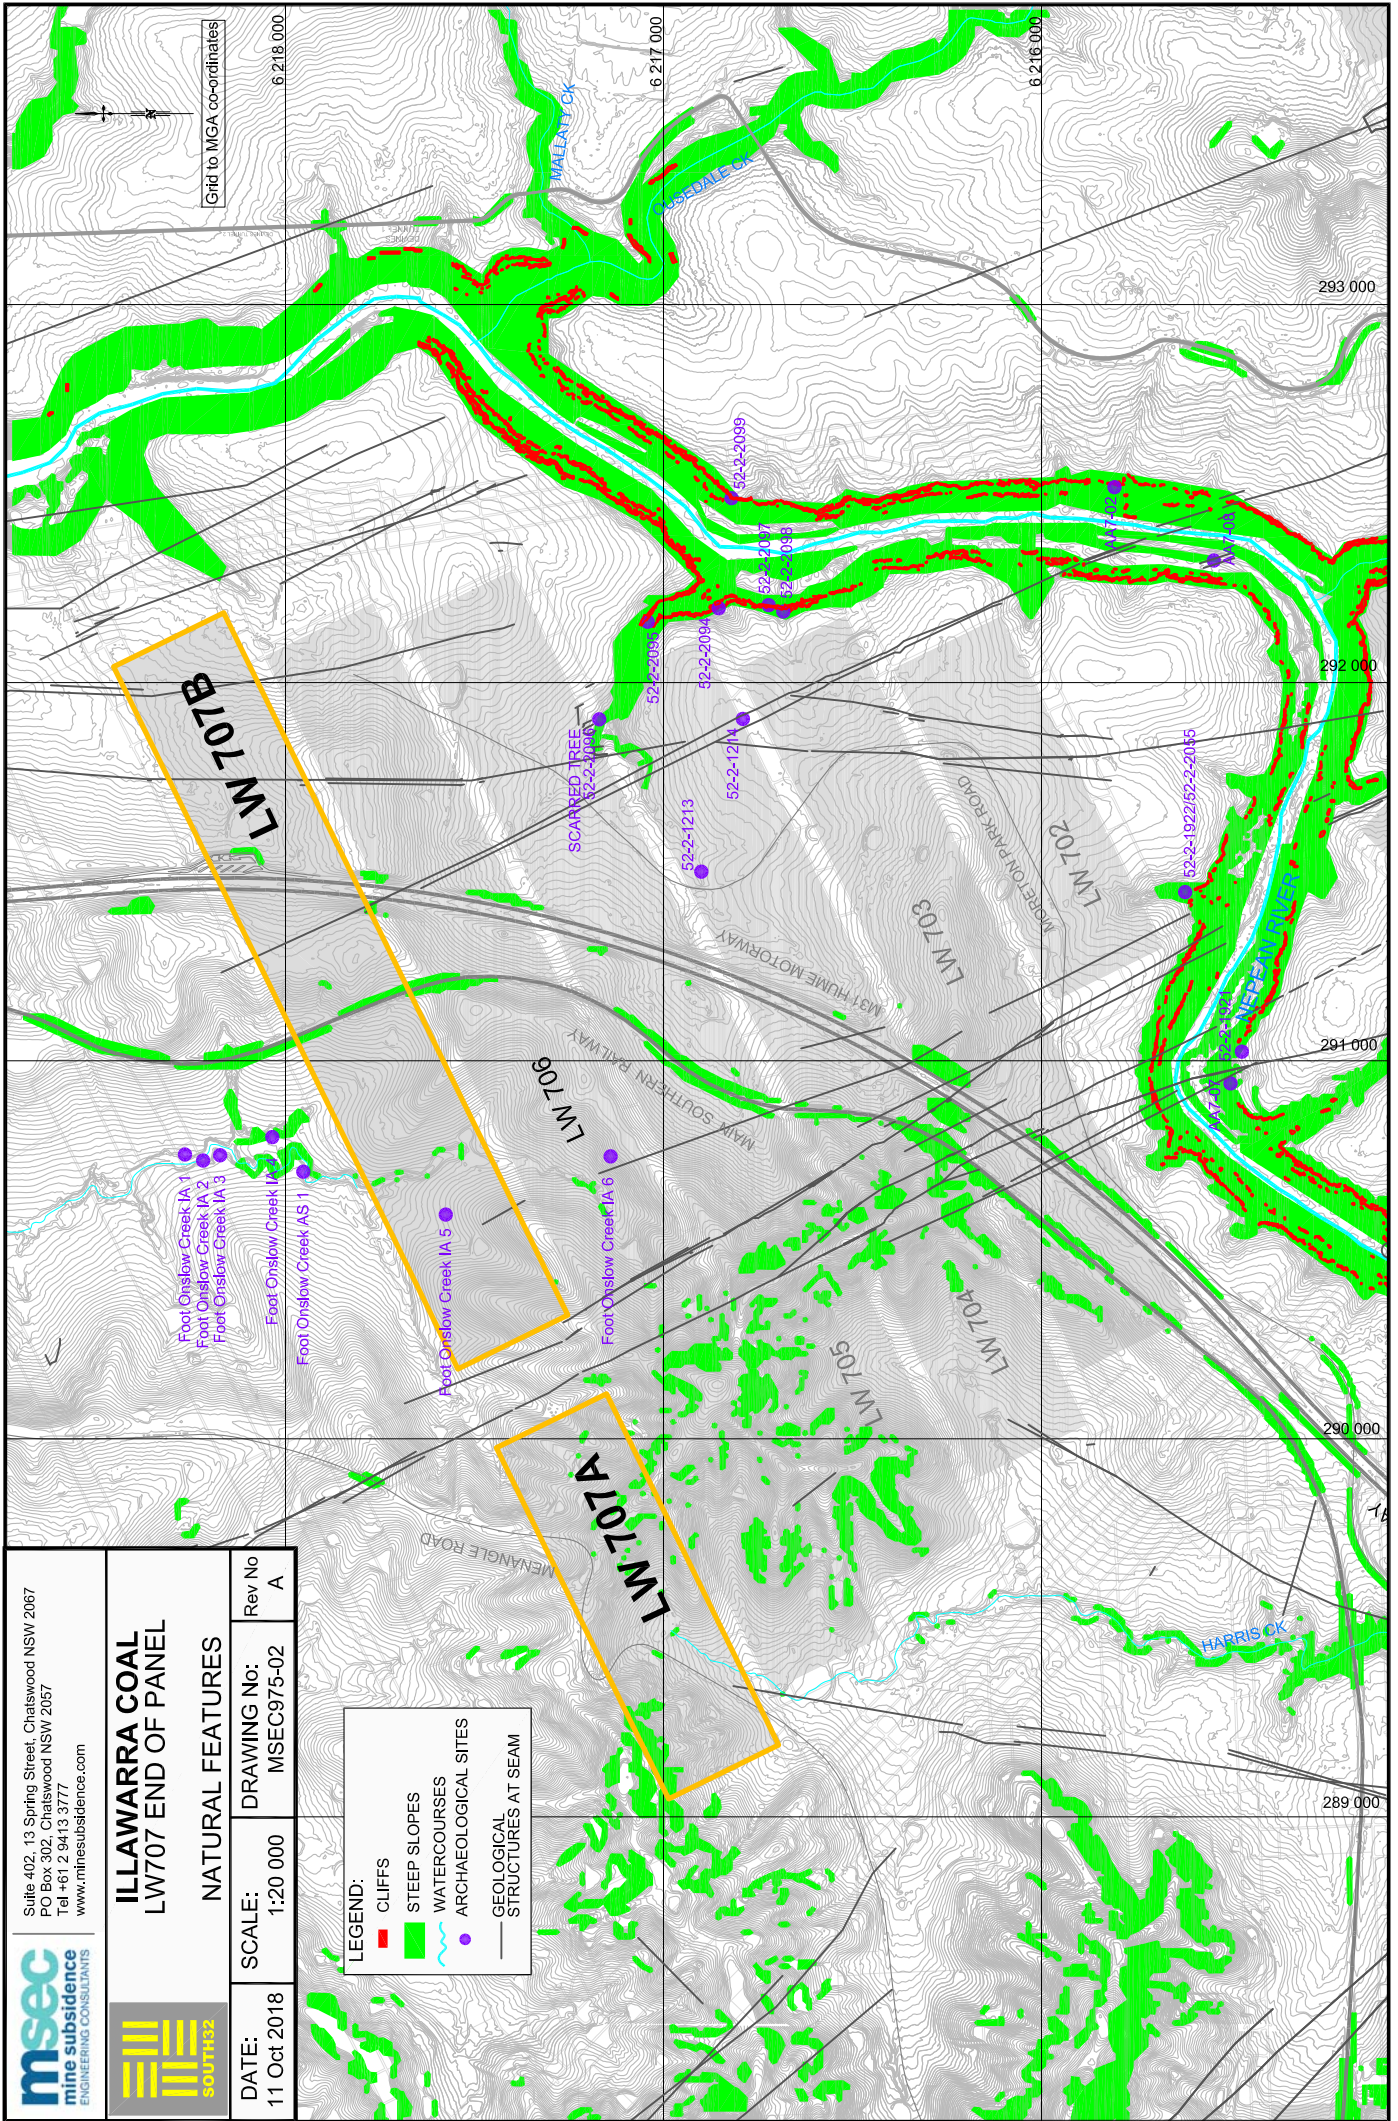 msec
mine subsidence
ENGINEERING CONSULTANTS
Suite 402, 13 Spring Street, Chatswood NSW 2067
PO Box 302, Chatswood NSW 2057
Tel +61 2 9413 3777
www.minesubsidence.com
SOUTH32
ILLAWARRA COAL
LW707 END OF PANEL
NATURAL FEATURES
DATE:
11 Oct 2018
SCALE:
1:20 000
DRAWING No:
MSEC975-02
Rev No
A
LEGEND:
CLIFFS
STEEP SLOPES
WATERCOURSES
ARCHAEOLOGICAL SITES
GEOLOGICAL
STRUCTURES AT SEAM
Grid to MGA co-ordinates
N
6 218 000
6 217 000
6 216 000
289 000
290 000
291 000
292 000
293 000
LW 707A
LW 707B
LW 706
LW 705
LW 704
LW 703
LW 702
Foot Onslow Creek IA 1
Foot Onslow Creek IA 2
Foot Onslow Creek IA 3
Foot Onslow Creek IA 4
Foot Onslow Creek AS 1
Foot Onslow Creek IA 5
Foot Onslow Creek IA 6
SCARRED TREE
52-2-2096
52-2-2095
52-2-2094
52-2-2097
52-2-2098
52-2-2099
52-2-1213
52-2-1214
52-2-1922/52-2-2055
52-2-1921
AA7-07
AA7-02
AA7-08
MENANGLE ROAD
MAIN SOUTHERN RAILWAY
M31 HUME MOTORWAY
MORETON PARK ROAD
NEPEAN RIVER
HARRIS CK
MALLATY CK
OUSEDALE CK
DEVINES
TUNNEL 1
DEVINES TUNNEL 2